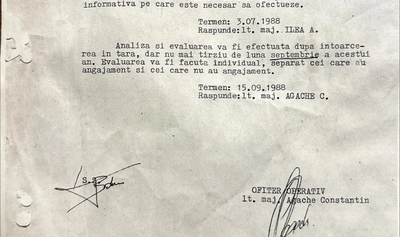 informativa pe care este necesar sa o efectueze.
Termen: 3.07.1988
Raspunde:lt. maj. ILEA A.
Analiza si evaluarea va fi efectuata dupa intoarce-
rea in tara, dar nu mai tirziu de luna septembrie a acestui
an. Evaluarea va fi facuta individual, separat cei care au
angajament si cei care nu au angajament.
Termen: 15.09.1988
Raspunde:lt. maj. AGACHE C.
OFITER OPERATIV
lt. maj. Agache Constantin